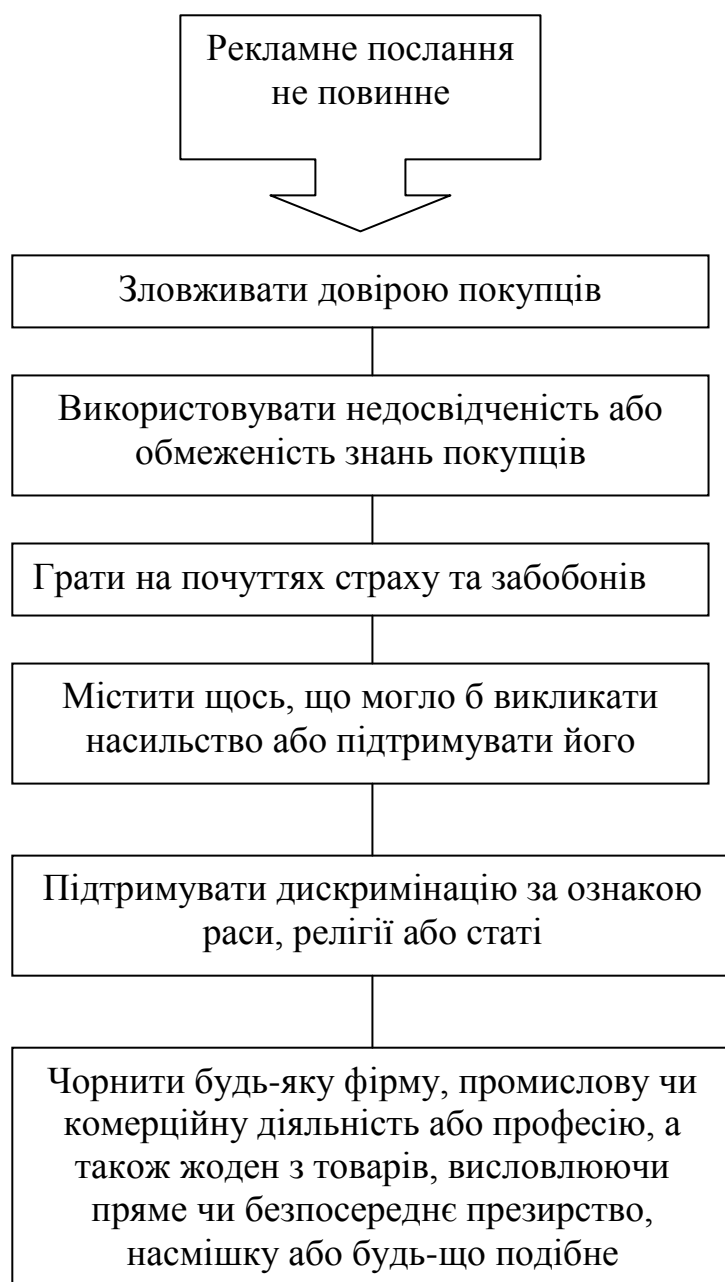 Рекламне послання
не повинне
Зловживати довірою покупців
Використовувати недосвідченість або
обмеженість знань покупців
Грати на почуттях страху та забобонів
Містити щось, що могло б викликати
насильство або підтримувати його
Підтримувати дискримінацію за ознакою
раси, релігії або статі
Чорнити будь-яку фірму, промислову чи
комерційну діяльність або професію, а
також жоден з товарів, висловлюючи
пряме чи безпосереднє презирство,
насмішку або будь-що подібне